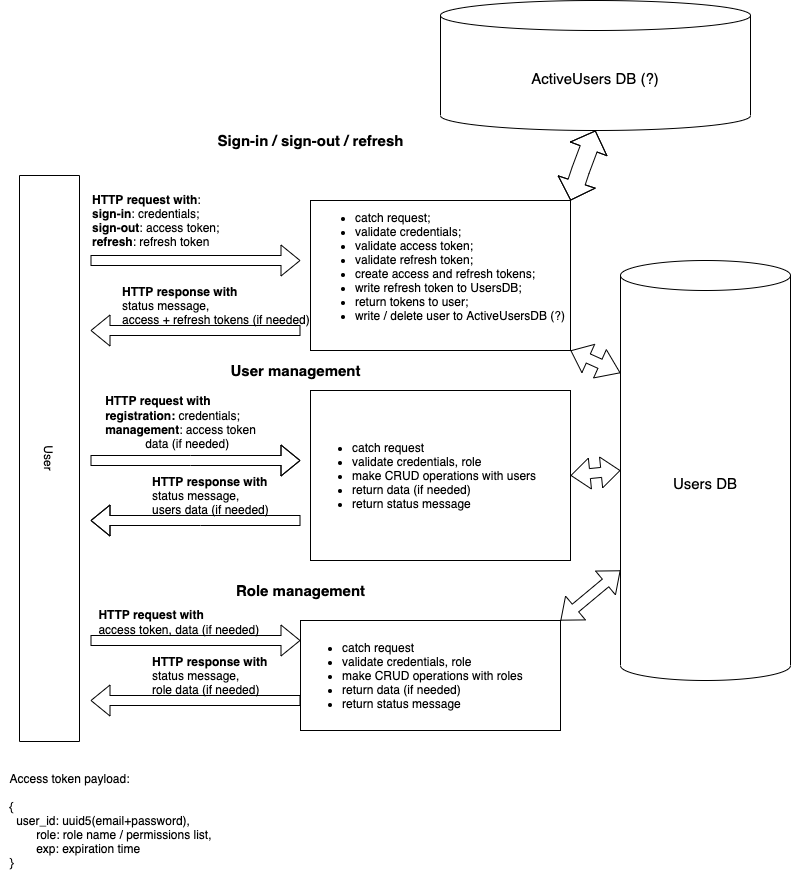 ActiveUsers DB (?)
Sign-in / sign-out / refresh
HTTP request with:
sign-in: credentials;
sign-out: access token;
refresh: refresh token
HTTP response with
status message,
access + refresh tokens (if needed)
• catch request;
• validate credentials;
• validate access token;
• validate refresh token;
• create access and refresh tokens;
• write refresh token to UsersDB;
• return tokens to user;
• write / delete user to ActiveUsersDB (?)
User
User management
HTTP request with
registration: credentials;
management: access token
data (if needed)
HTTP response with
status message,
users data (if needed)
• catch request
• validate credentials, role
• make CRUD operations with users
• return data (if needed)
• return status message
Users DB
Role management
HTTP request with
access token, data (if needed)
HTTP response with
status message,
role data (if needed)
• catch request
• validate credentials, role
• make CRUD operations with roles
• return data (if needed)
• return status message
Access token payload:
{
user_id: uuid5(email+password),
role: role name / permissions list,
exp: expiration time
}